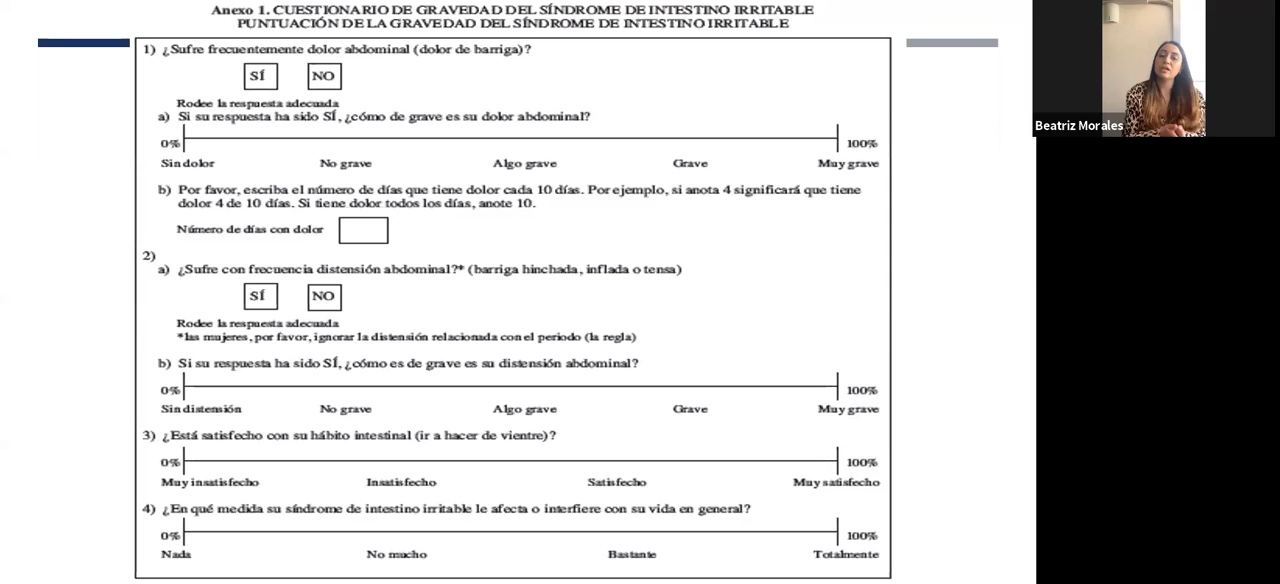 Anexo 1. CUESTIONARIO DE GRAVEDAD DEL SÍNDROME DE INTESTINO IRRITABLE
PUNTUACIÓN DE LA GRAVEDAD DEL SÍNDROME DE INTESTINO IRRITABLE
1) ¿Sufre frecuentemente dolor abdominal (dolor de barriga)?
SÍ NO
Rodee la respuesta adecuada
a) Si su respuesta ha sido SÍ, ¿cómo de grave es su dolor abdominal?
0% 100%
Sin dolor No grave Algo grave Grave Muy grave
b) Por favor, escriba el número de días que tiene dolor cada 10 días. Por ejemplo, si anota 4 significará que tiene
dolor 4 de 10 días. Si tiene dolor todos los días, anote 10.
Número de días con dolor
2)
a) ¿Sufre con frecuencia distensión abdominal?* (barriga hinchada, inflada o tensa)
SÍ NO
Rodee la respuesta adecuada
*las mujeres, por favor, ignorar la distensión relacionada con el periodo (la regla)
b) Si su respuesta ha sido SÍ, ¿cómo es de grave es su distensión abdominal?
0% 100%
Sin distensión No grave Algo grave Grave Muy grave
3) ¿Está satisfecho con su hábito intestinal (ir a hacer de vientre)?
0% 100%
Muy insatisfecho Insatisfecho Satisfecho Muy satisfecho
4) ¿En qué medida su síndrome de intestino irritable le afecta o interfiere con su vida en general?
0% 100%
Nada No mucho Bastante Totalmente
Beatriz Morales